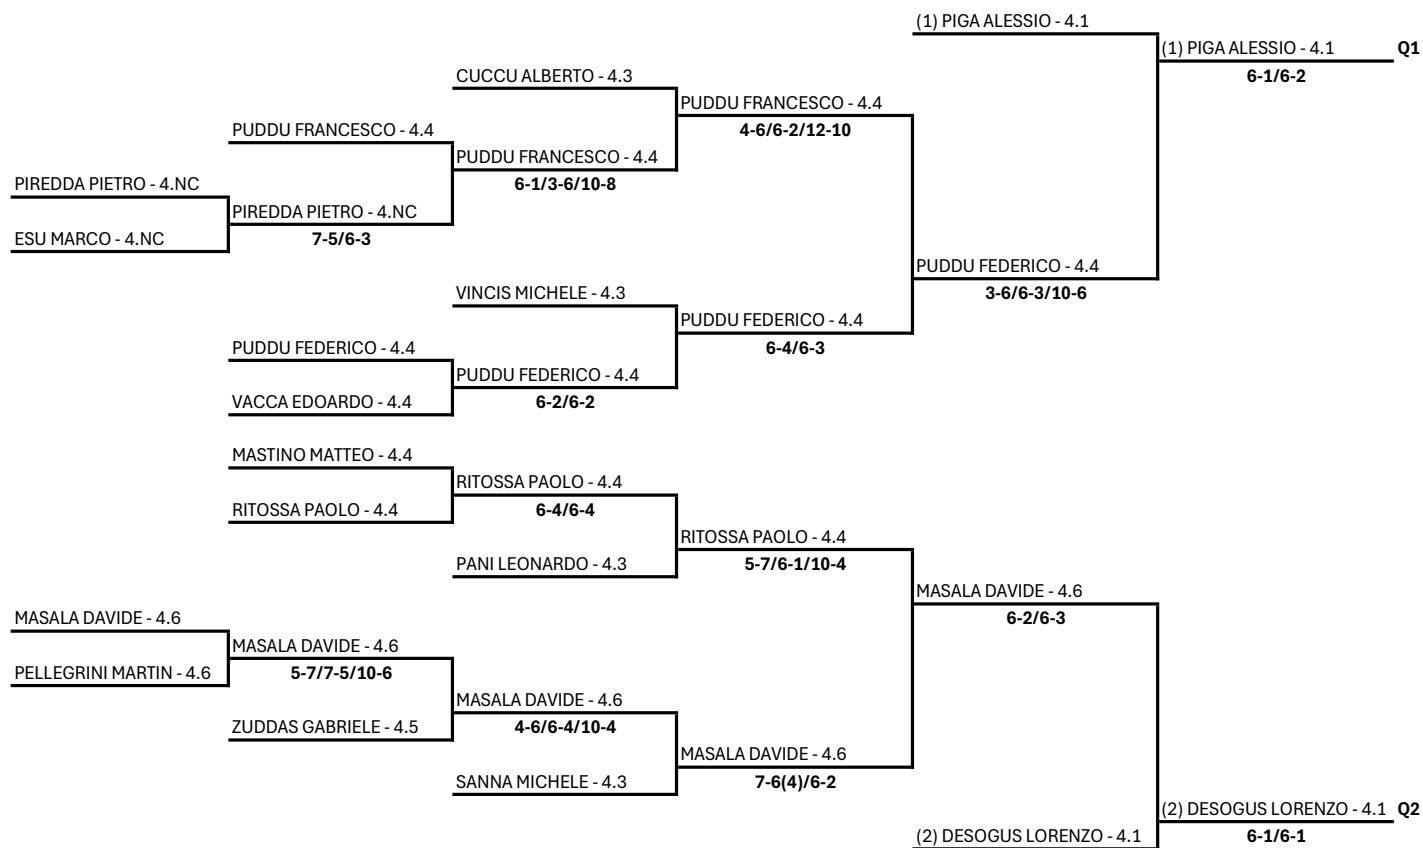 (1) PIGA ALESSIO - 4.1
(1) PIGA ALESSIO - 4.1 Q1
CUCCU ALBERTO - 4.3
6-1/6-2
PUDDU FRANCESCO - 4.4
PUDDU FRANCESCO - 4.4
4-6/6-2/12-10
PUDDU FRANCESCO - 4.4
PIREDDA PIETRO - 4.NC
6-1/3-6/10-8
PIREDDA PIETRO - 4.NC
ESU MARCO - 4.NC
7-5/6-3
PUDDU FEDERICO - 4.4
VINCIS MICHELE - 4.3
3-6/6-3/10-6
PUDDU FEDERICO - 4.4
PUDDU FEDERICO - 4.4
6-4/6-3
PUDDU FEDERICO - 4.4
VACCA EDOARDO - 4.4
6-2/6-2
MASTINO MATTEO - 4.4
RITOSSA PAOLO - 4.4
RITOSSA PAOLO - 4.4
6-4/6-4
RITOSSA PAOLO - 4.4
PANI LEONARDO - 4.3
5-7/6-1/10-4
MASALA DAVIDE - 4.6
MASALA DAVIDE - 4.6
6-2/6-3
MASALA DAVIDE - 4.6
PELLEGRINI MARTIN - 4.6
5-7/7-5/10-6
MASALA DAVIDE - 4.6
ZUDDAS GABRIELE - 4.5
4-6/6-4/10-4
MASALA DAVIDE - 4.6
SANNA MICHELE - 4.3
7-6(4)/6-2
(2) DESOGUS LORENZO - 4.1 Q2
(2) DESOGUS LORENZO - 4.1
6-1/6-1